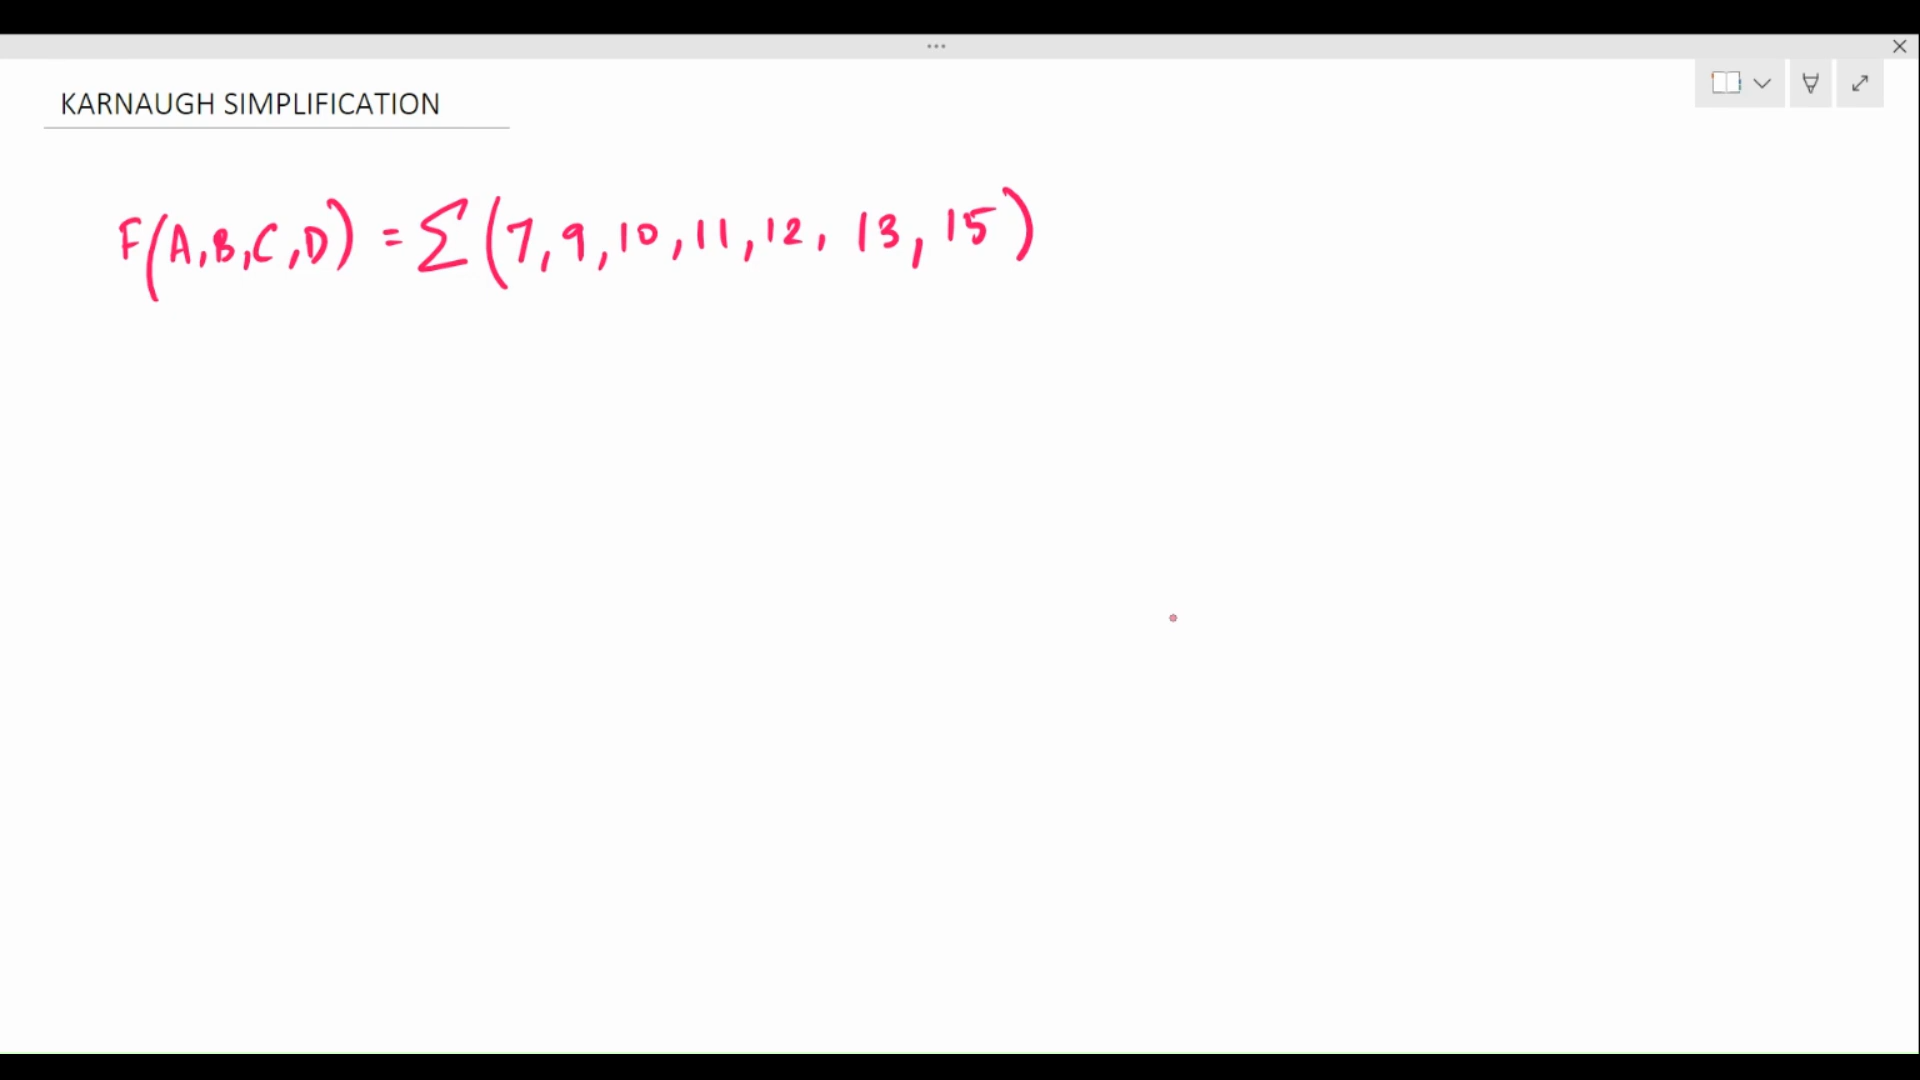 KARNAUGH SIMPLIFICATION
F(A,B,C,D) = Σ(7,9,10,11,12,13,15)